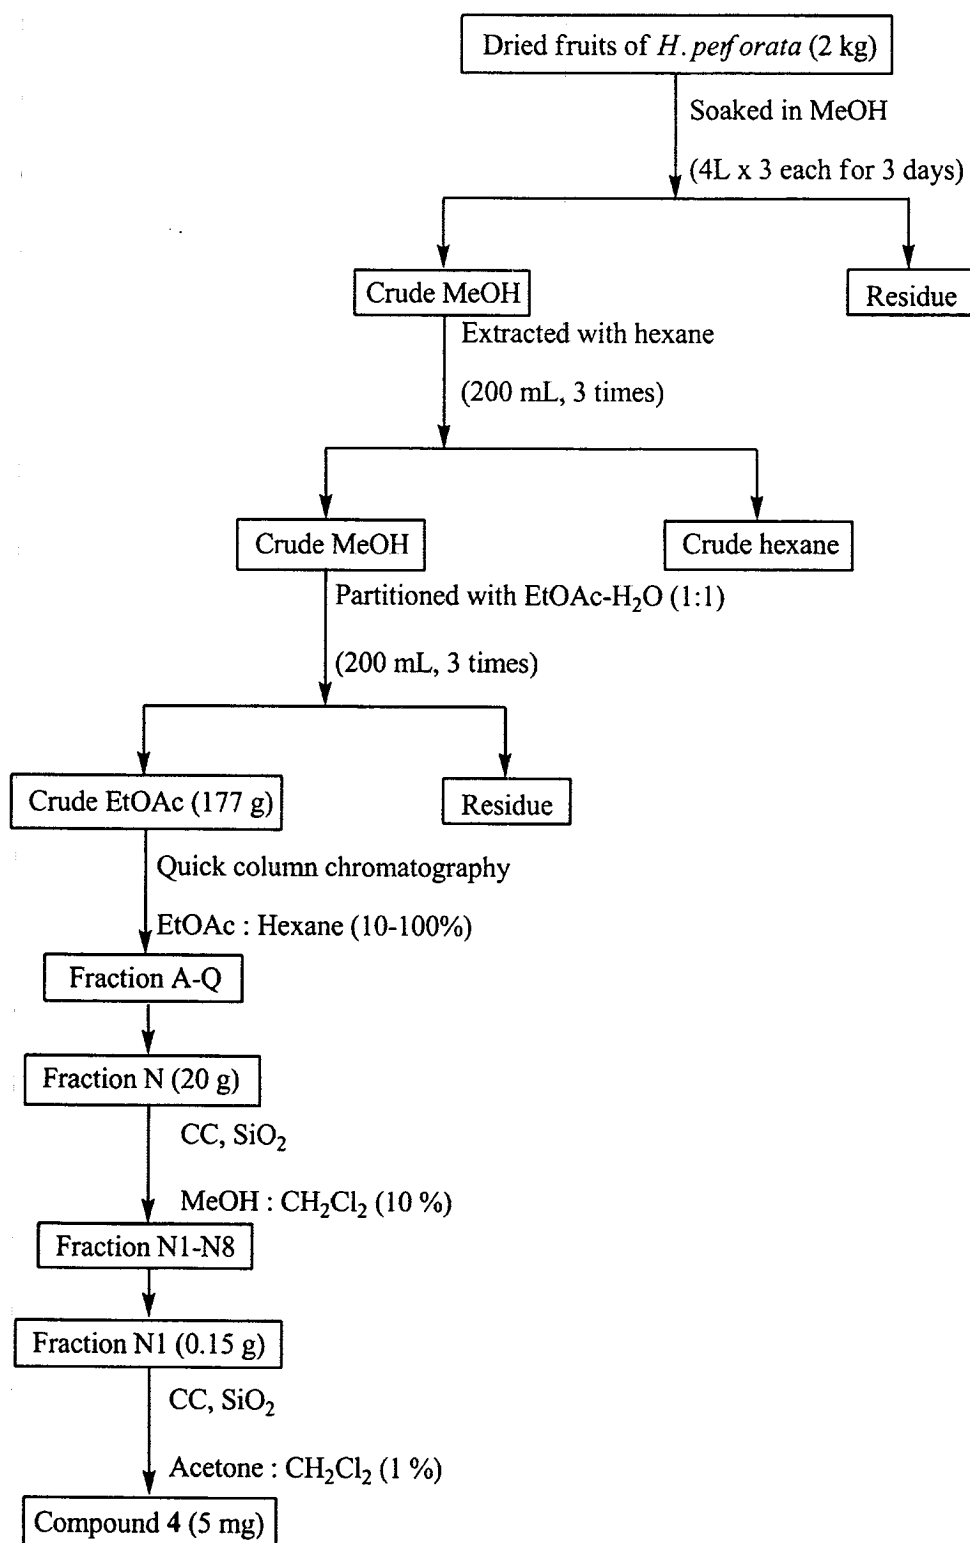 Dried fruits of H. perforata (2 kg)
Soaked in MeOH
(4L x 3 each for 3 days)
Crude MeOH
Residue
Extracted with hexane
(200 mL, 3 times)
Crude MeOH
Crude hexane
Partitioned with EtOAc-H₂O (1:1)
(200 mL, 3 times)
Crude EtOAc (177 g)
Residue
Quick column chromatography
EtOAc : Hexane (10-100%)
Fraction A-Q
Fraction N (20 g)
CC, SiO₂
MeOH : CH₂Cl₂ (10 %)
Fraction N1-N8
Fraction N1 (0.15 g)
CC, SiO₂
Acetone : CH₂Cl₂ (1 %)
Compound 4 (5 mg)